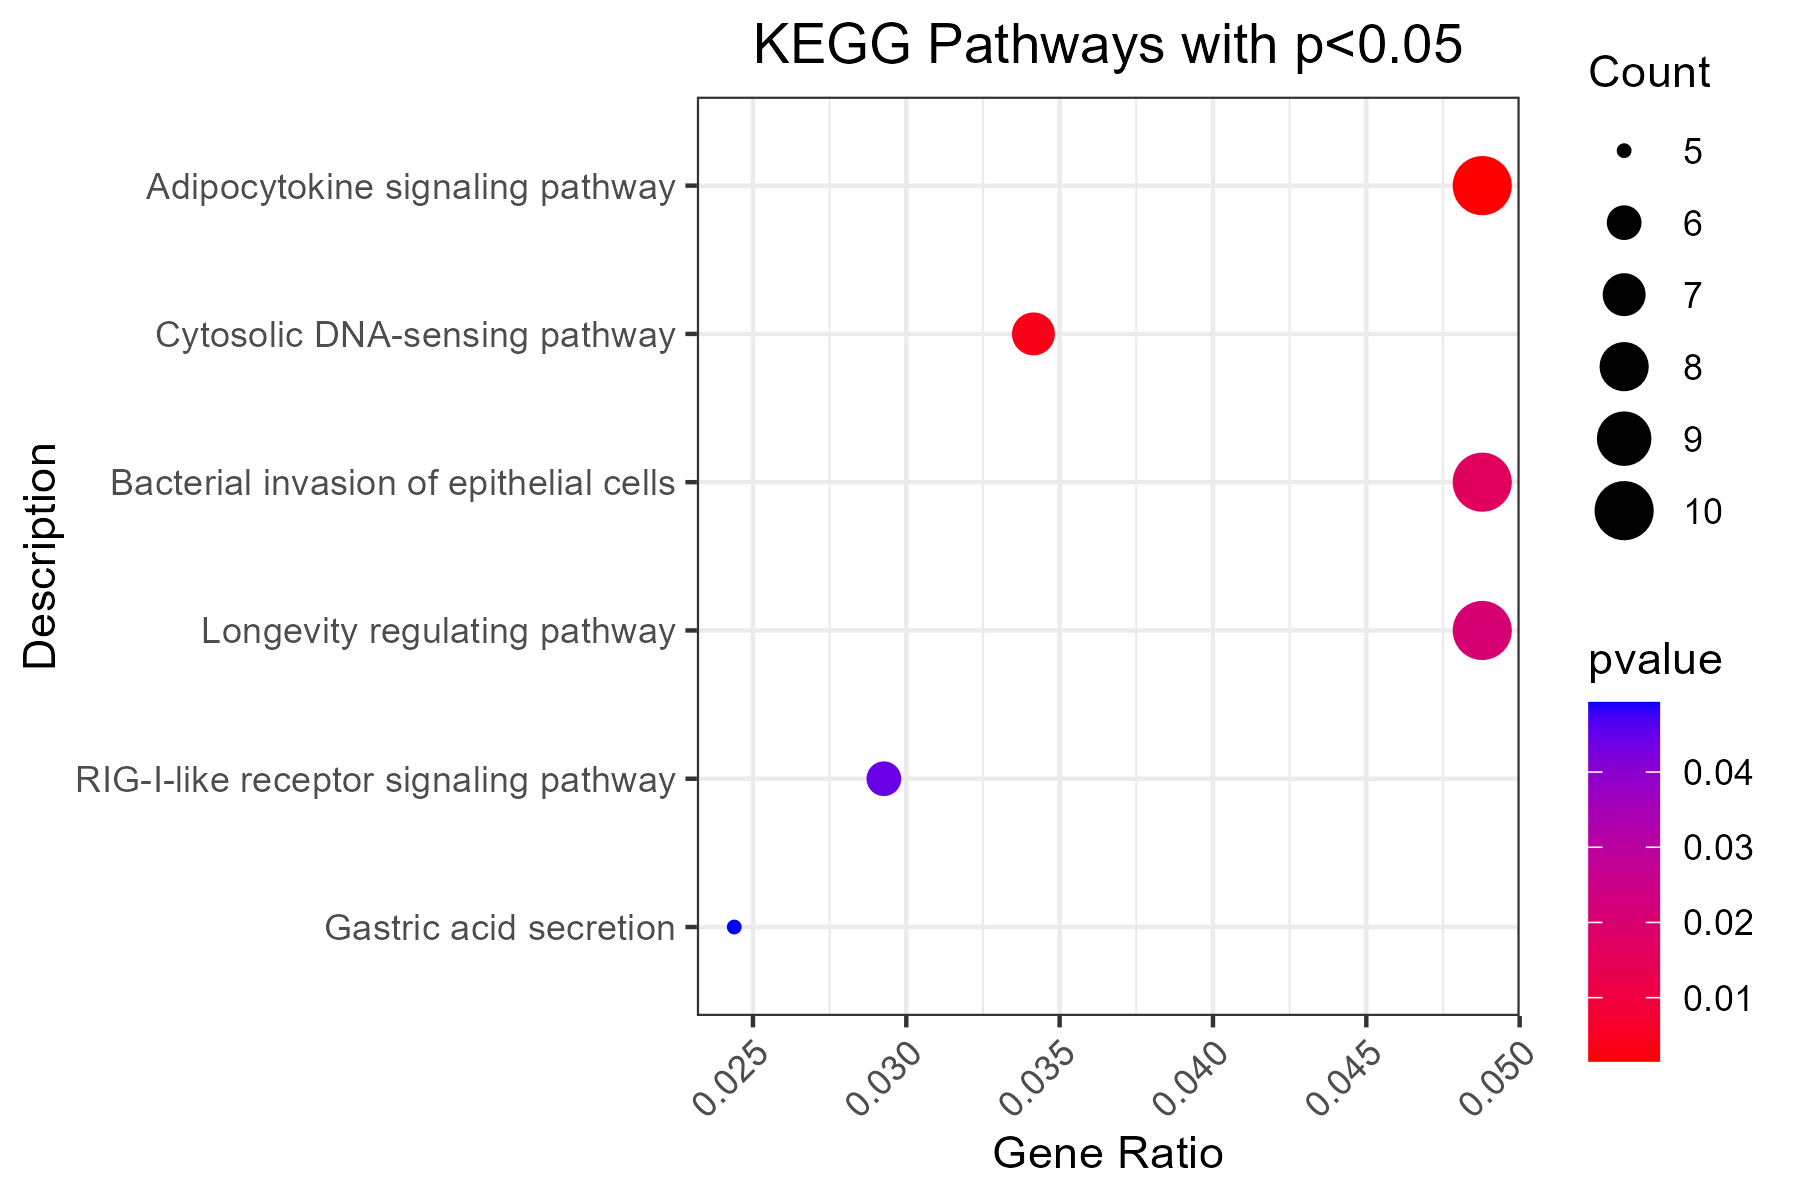 KEGG Pathways with p<0.05
Description
Adipocytokine signaling pathway
Cytosolic DNA-sensing pathway
Bacterial invasion of epithelial cells
Longevity regulating pathway
RIG-I-like receptor signaling pathway
Gastric acid secretion
0.025
0.030
0.035
0.040
0.045
0.050
Gene Ratio
Count
5
6
7
8
9
10
pvalue
0.04
0.03
0.02
0.01